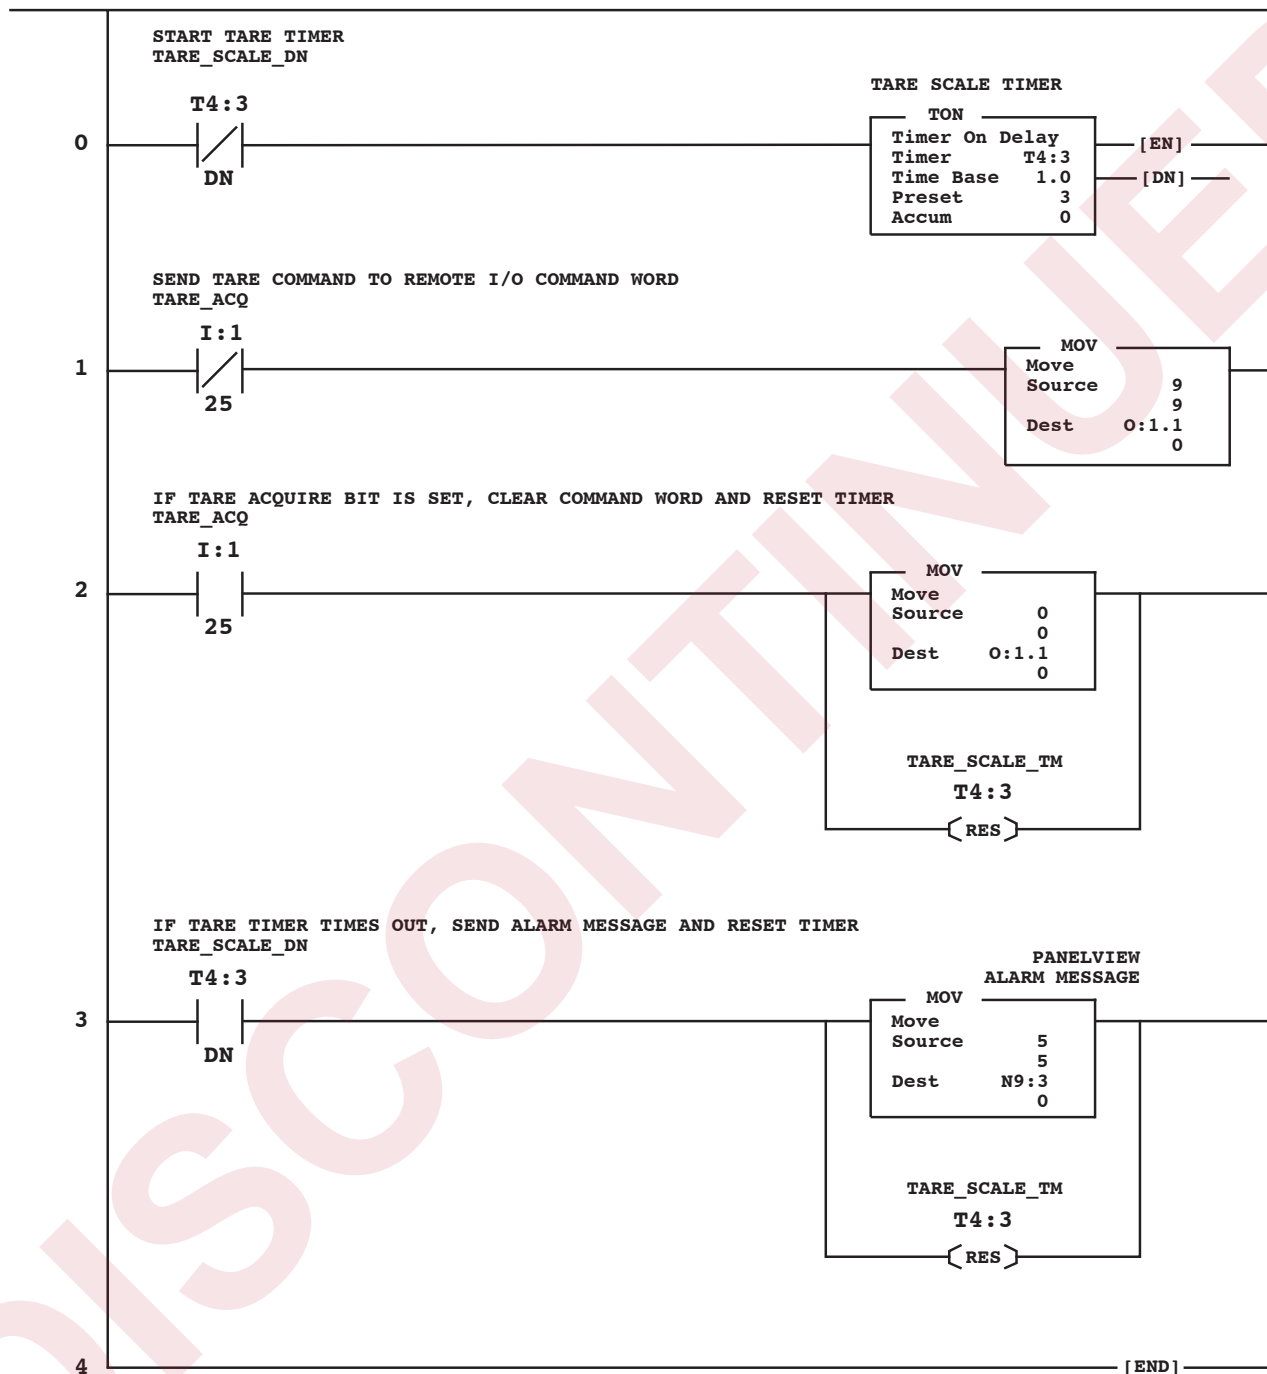 START TARE TIMER
TARE_SCALE_DN
T4:3
DN
0
TARE SCALE TIMER
TON
Timer On Delay
Timer T4:3
Time Base 1.0
Preset 3
Accum 0
[EN]
[DN]
SEND TARE COMMAND TO REMOTE I/O COMMAND WORD
TARE_ACQ
I:1
25
1
MOV
Move
Source 9
9
Dest O:1.1
0
IF TARE ACQUIRE BIT IS SET, CLEAR COMMAND WORD AND RESET TIMER
TARE_ACQ
I:1
25
2
MOV
Move
Source 0
0
Dest O:1.1
0
TARE_SCALE_TM
T4:3
RES
IF TARE TIMER TIMES OUT, SEND ALARM MESSAGE AND RESET TIMER
TARE_SCALE_DN
T4:3
DN
3
PANELVIEW
ALARM MESSAGE
MOV
Move
Source 5
5
Dest N9:3
0
TARE_SCALE_TM
T4:3
RES
4
[END]
DISCONTINUE